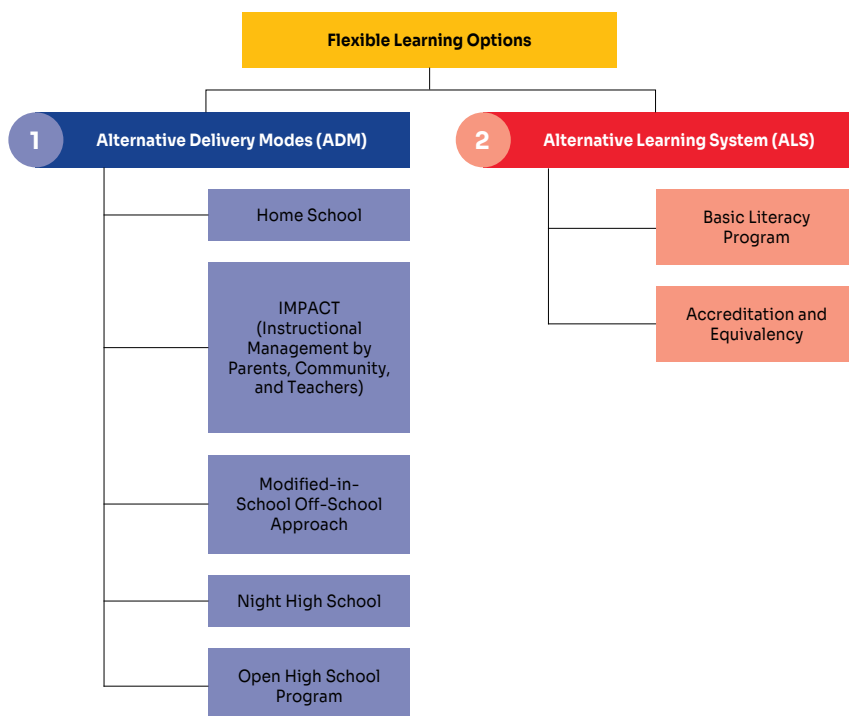 Flexible Learning Options
1
Alternative Delivery Modes (ADM)
Home School
IMPACT
(Instructional
Management by
Parents, Community,
and Teachers)
Modified-in-
School Off-School
Approach
Night High School
Open High School
Program
2
Alternative Learning System (ALS)
Basic Literacy
Program
Accreditation and
Equivalency